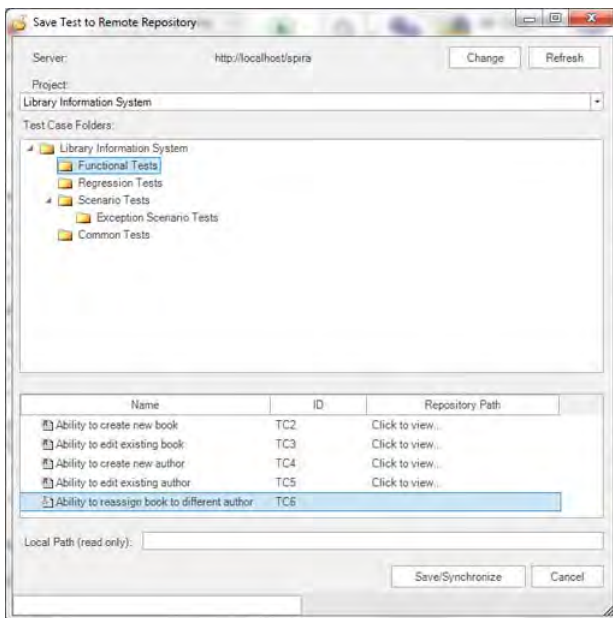 Save Test to Remote Repository
Server: http://localhost/spira Change Refresh
Project:
Library Information System
Test Case Folders:
Library Information System
Functional Tests
Regression Tests
Scenario Tests
Exception Scenario Tests
Common Tests
Name ID Repository Path
Ability to create new book TC2 Click to view...
Ability to edit existing book TC3 Click to view...
Ability to create new author TC4 Click to view...
Ability to edit existing author TC5 Click to view...
Ability to reassign book to different author TC6
Local Path (read only):
Save/Synchronize Cancel